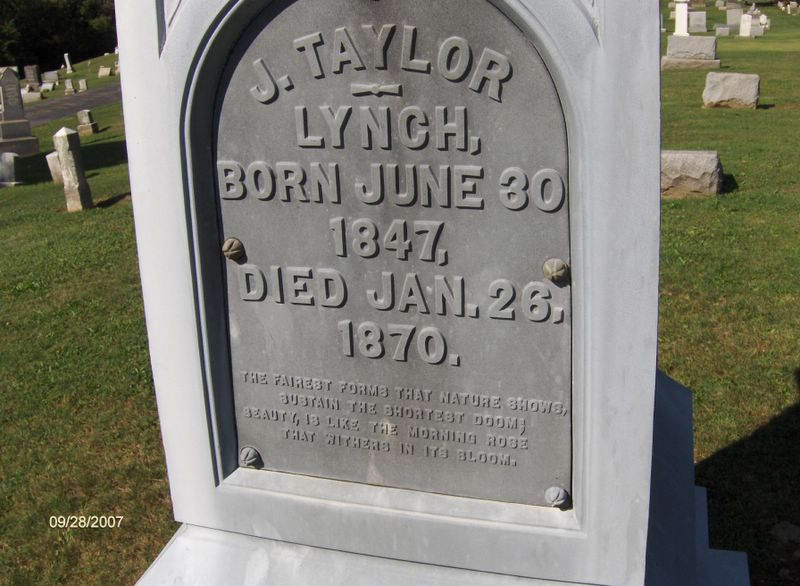 J. TAYLOR
LYNCH,
BORN JUNE 30
1847,
DIED JAN. 26,
1870.
THE FAIREST FORMS THAT NATURE SHOWS,
SUSTAIN THE SHORTEST DOOM;
BEAUTY, IS LIKE THE MORNING ROSE
THAT WITHERS IN ITS BLOOM.
09/28/2007